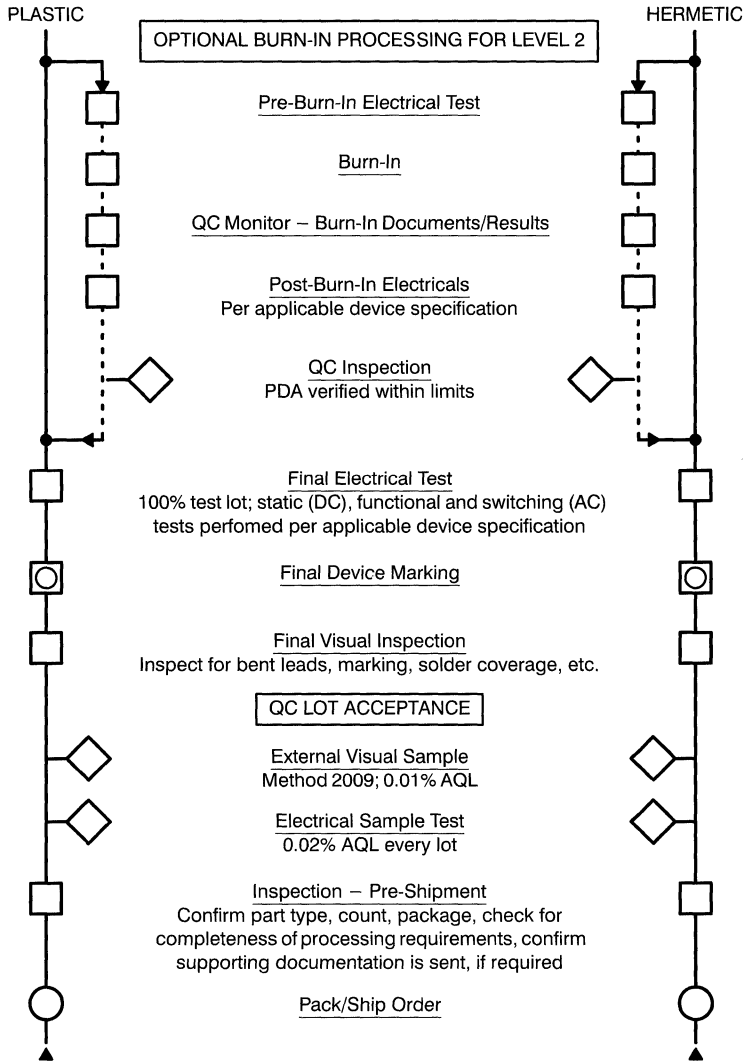 PLASTIC
HERMETIC
OPTIONAL BURN-IN PROCESSING FOR LEVEL 2
Pre-Burn-In Electrical Test
Burn-In
QC Monitor – Burn-In Documents/Results
Post-Burn-In Electricals
Per applicable device specification
QC Inspection
PDA verified within limits
Final Electrical Test
100% test lot; static (DC), functional and switching (AC)
tests perfomed per applicable device specification
Final Device Marking
Final Visual Inspection
Inspect for bent leads, marking, solder coverage, etc.
QC LOT ACCEPTANCE
External Visual Sample
Method 2009; 0.01% AQL
Electrical Sample Test
0.02% AQL every lot
Inspection – Pre-Shipment
Confirm part type, count, package, check for
completeness of processing requirements, confirm
supporting documentation is sent, if required
Pack/Ship Order